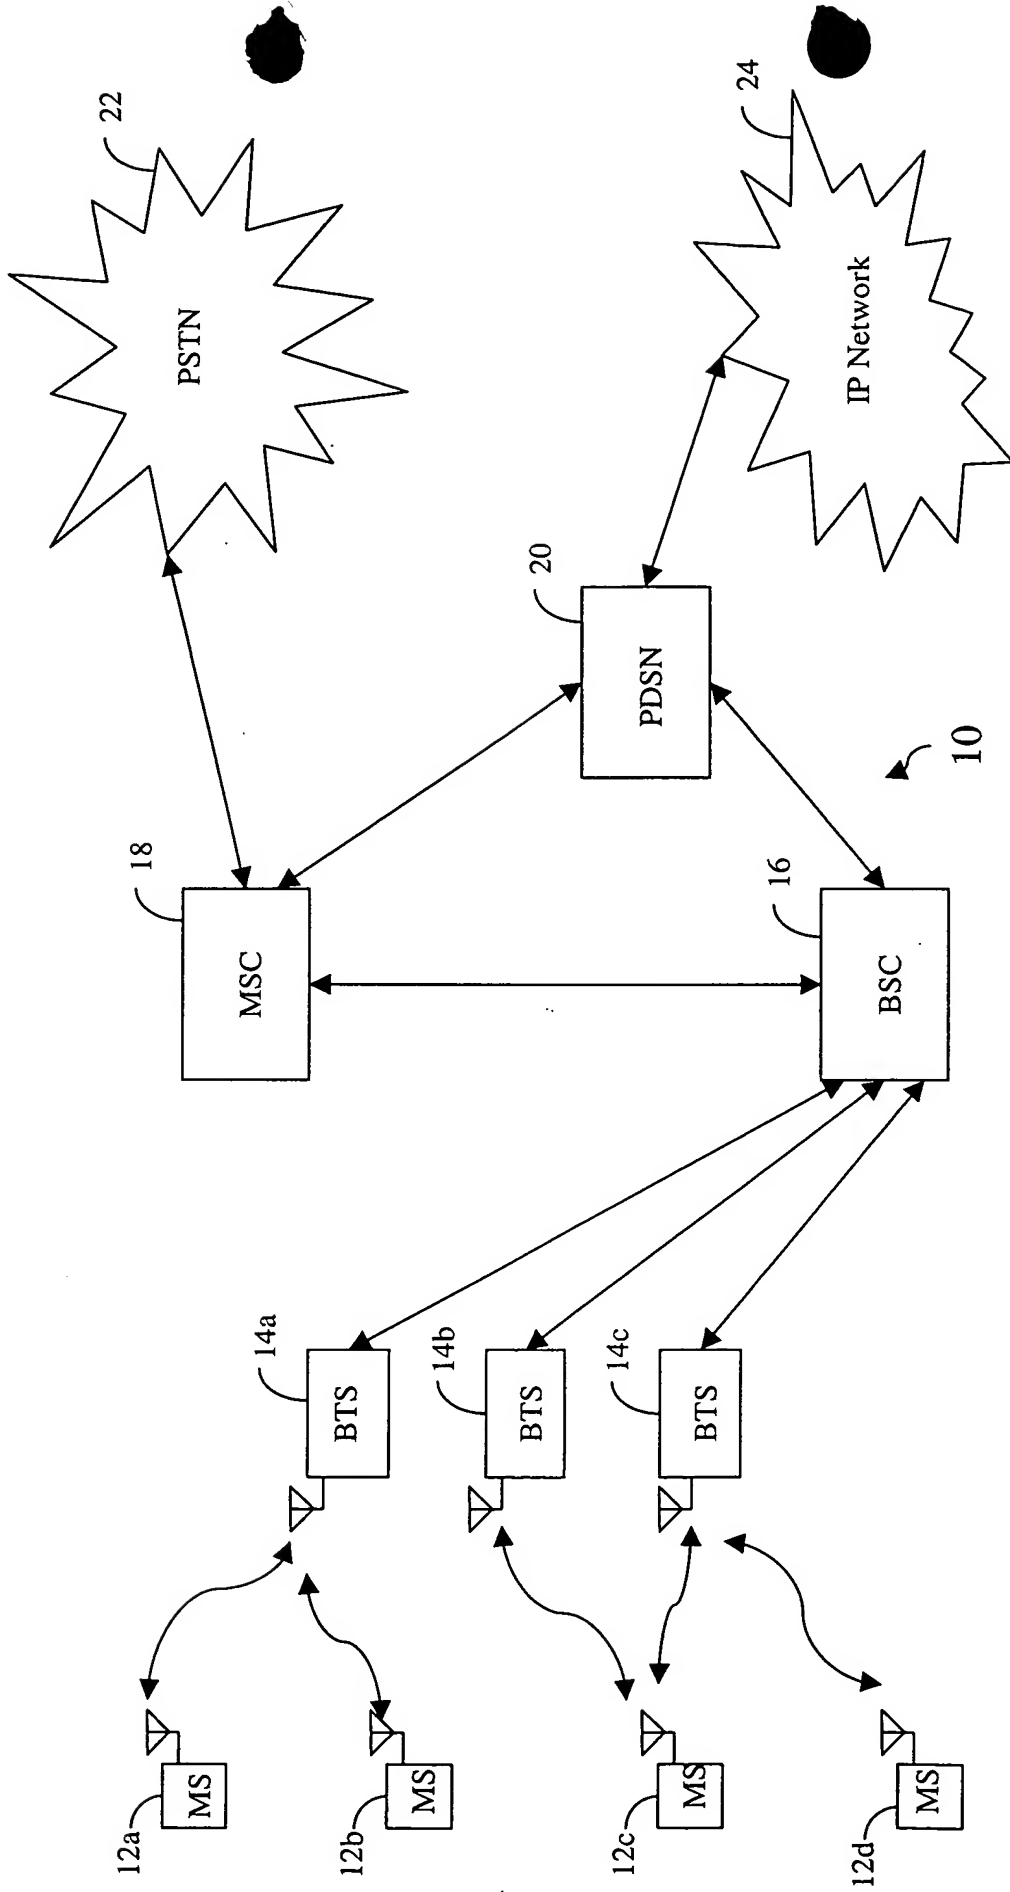 12a
MS
12b
MS
12c
MS
12d
MS
14a
BTS
14b
BTS
14c
BTS
18
MSC
16
BSC
20
PDSN
10
22
PSTN
24
IP Network